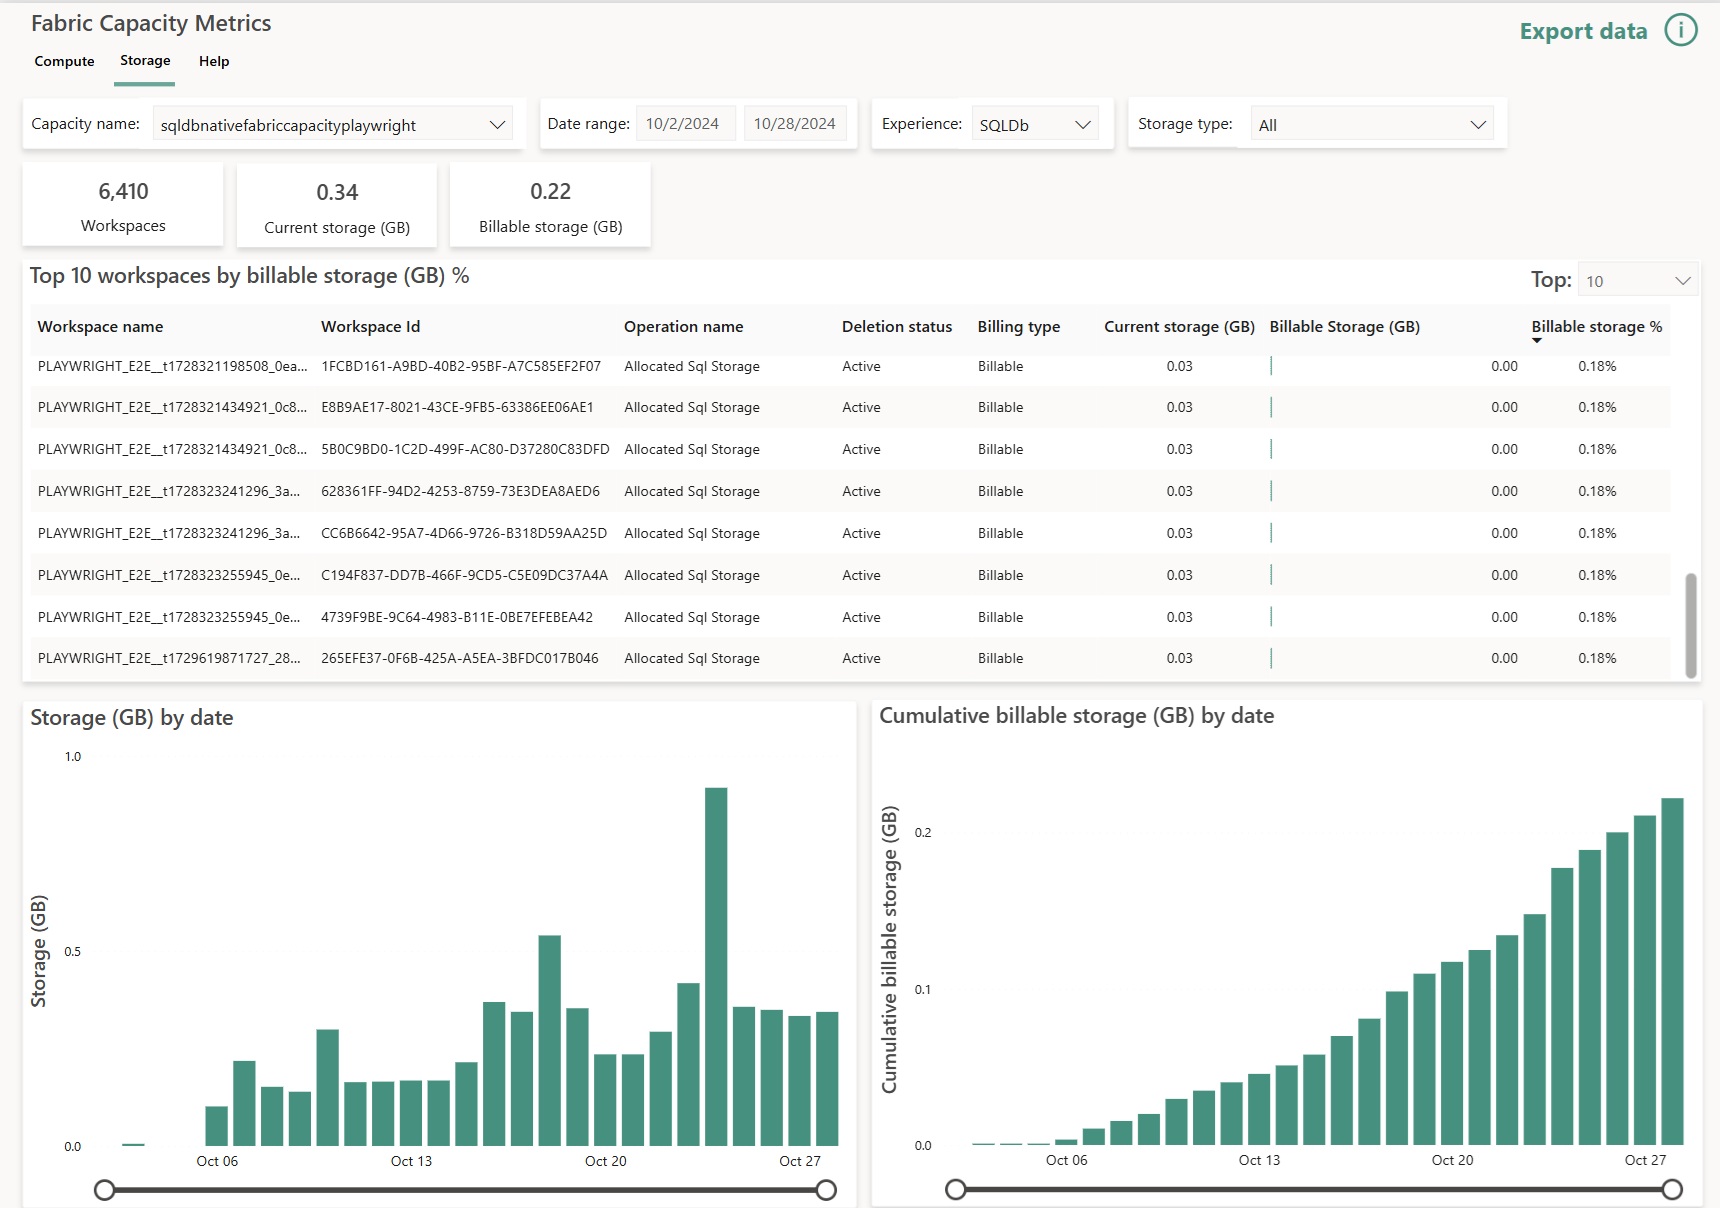 Fabric Capacity Metrics
Export data
Compute Storage Help
Capacity name: sqldbnativefabriccapacityplaywright Date range: 10/2/2024 10/28/2024 Experience: SQLDb Storage type: All
6,410
Workspaces
0.34
Current storage (GB)
0.22
Billable storage (GB)
Top 10 workspaces by billable storage (GB) %
Top: 10
Workspace name Workspace Id Operation name Deletion status Billing type Current storage (GB) Billable Storage (GB) Billable storage %
PLAYWRIGHT_E2E__t1728321198508_0ea... 1FCBD161-A9BD-40B2-95BF-A7C585EF2F07 Allocated Sql Storage Active Billable 0.03 0.00 0.18%
PLAYWRIGHT_E2E__t1728321434921_0c8... E8B9AE17-8021-43CE-9FB5-63386EE06AE1 Allocated Sql Storage Active Billable 0.03 0.00 0.18%
PLAYWRIGHT_E2E__t1728321434921_0c8... 5B0C9BD0-1C2D-499F-AC80-D37280C83DFD Allocated Sql Storage Active Billable 0.03 0.00 0.18%
PLAYWRIGHT_E2E__t1728323241296_3a... 628361FF-94D2-4253-8759-73E3DEA8AED6 Allocated Sql Storage Active Billable 0.03 0.00 0.18%
PLAYWRIGHT_E2E__t1728323241296_3a... CC6B6642-95A7-4D66-9726-B318D59AA25D Allocated Sql Storage Active Billable 0.03 0.00 0.18%
PLAYWRIGHT_E2E__t1728323255945_0e... C194F837-DD7B-466F-9CD5-C5E09DC37A4A Allocated Sql Storage Active Billable 0.03 0.00 0.18%
PLAYWRIGHT_E2E__t1728323255945_0e... 4739F9BE-9C64-4983-B11E-0BE7EFEBEA42 Allocated Sql Storage Active Billable 0.03 0.00 0.18%
PLAYWRIGHT_E2E__t1729619871727_28... 265EFE37-0F6B-425A-A5EA-3BFDC017B046 Allocated Sql Storage Active Billable 0.03 0.00 0.18%
Storage (GB) by date
Storage (GB)
1.0
0.5
0.0
Oct 06 Oct 13 Oct 20 Oct 27
Cumulative billable storage (GB) by date
Cumulative billable storage (GB)
0.2
0.1
0.0
Oct 06 Oct 13 Oct 20 Oct 27